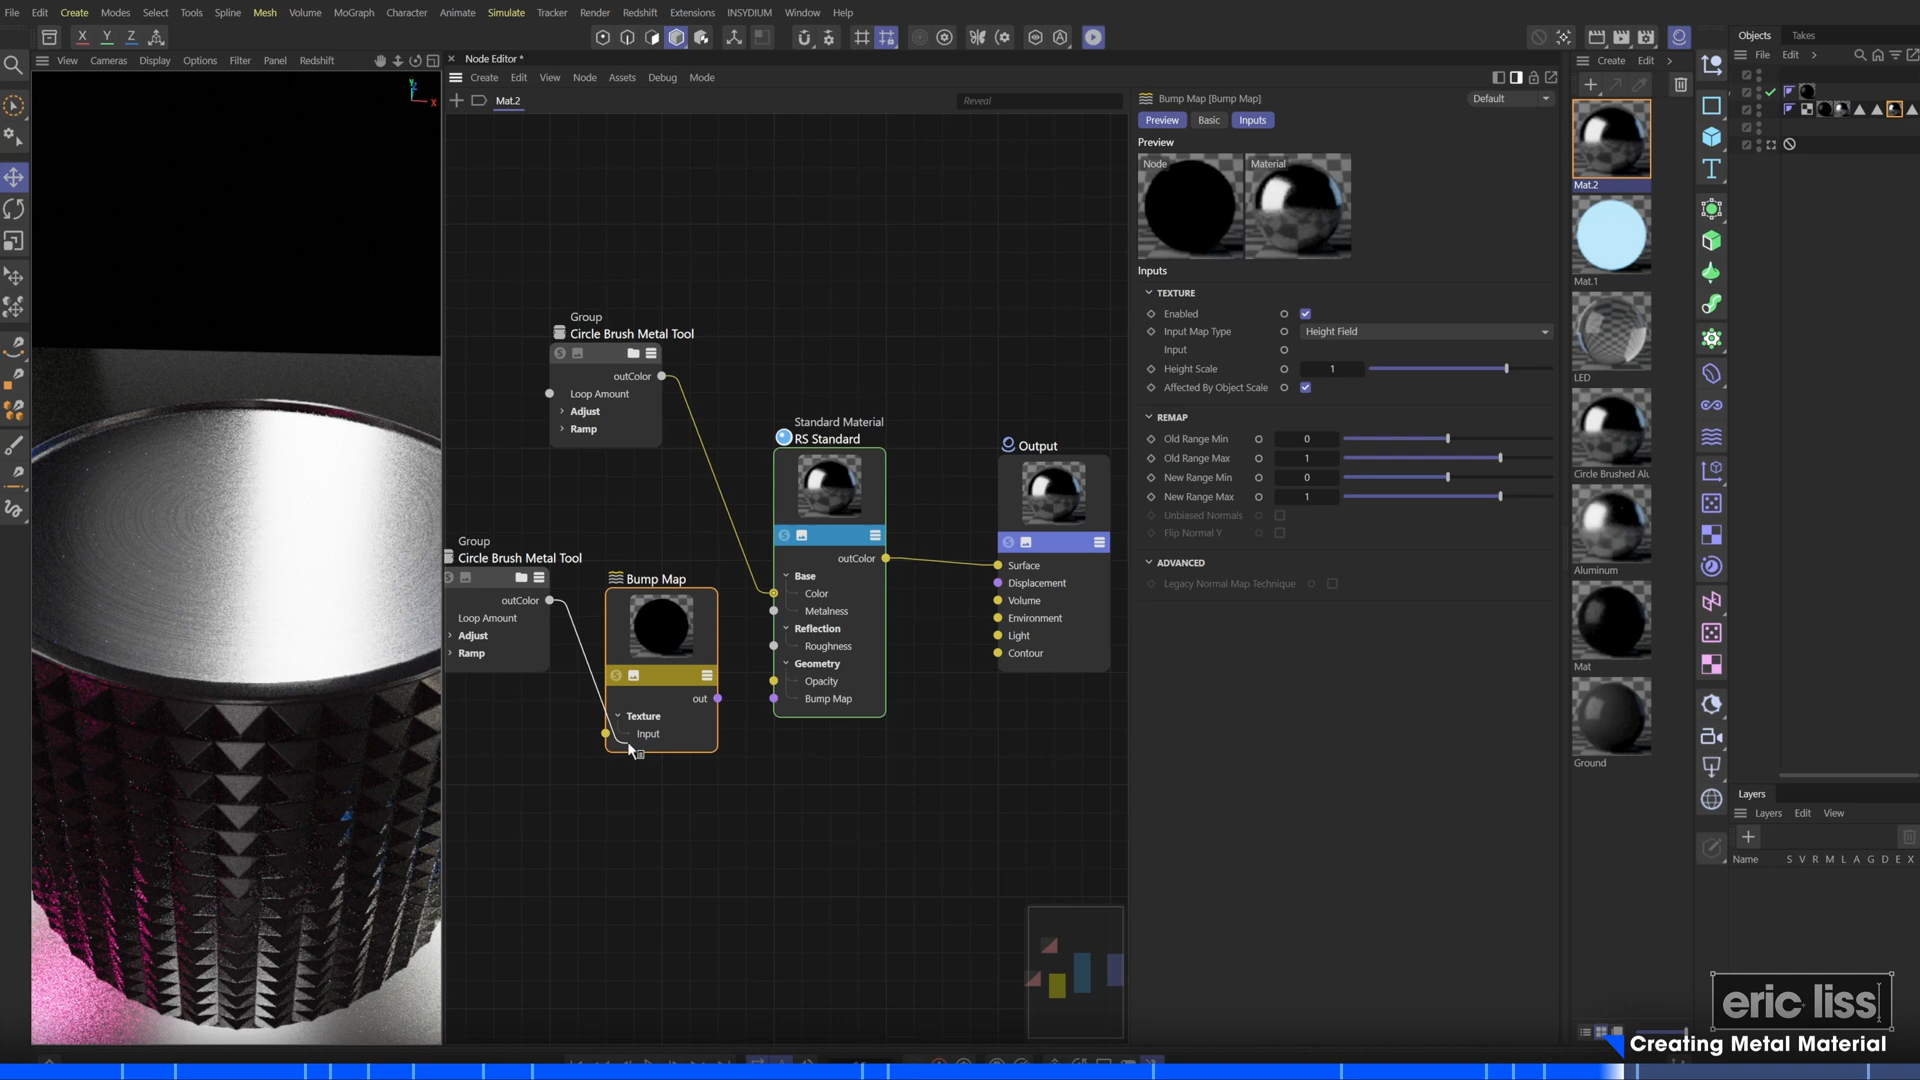 File Edit Create Modes Select Tools Spline Mesh Volume MoGraph Character Animate Simulate Tracker Render Redshift Extensions INSYDIUM Window Help
X Y Z
View Cameras Display Options Filter Panel Redshift
Y
Z
X
Node Editor *
Create Edit View Node Assets Debug Mode
Mat.2
Reveal
Group
Circle Brush Metal Tool
outColor
Loop Amount
Adjust
Ramp
Group
Circle Brush Metal Tool
outColor
Loop Amount
Adjust
Ramp
Bump Map
out
Texture
Input
Standard Material
RS Standard
outColor
Base
Color
Metalness
Reflection
Roughness
Geometry
Opacity
Bump Map
Output
Surface
Displacement
Volume
Environment
Light
Contour
Bump Map [Bump Map]
Default
Preview Basic Inputs
Preview
Node
Material
Inputs
TEXTURE
Enabled
Input Map Type Height Field
Input
Height Scale 1
Affected By Object Scale
REMAP
Old Range Min 0
Old Range Max 1
New Range Min 0
New Range Max 1
Unbiased Normals
Flip Normal Y
ADVANCED
Legacy Normal Map Technique
Create Edit
Mat.2
Mat.1
LED
Circle Brushed Alu
Aluminum
Mat
Ground
Objects Takes
File Edit
Layers
Layers Edit View
Name S V R M L A G D E X
eric liss
Creating Metal Material